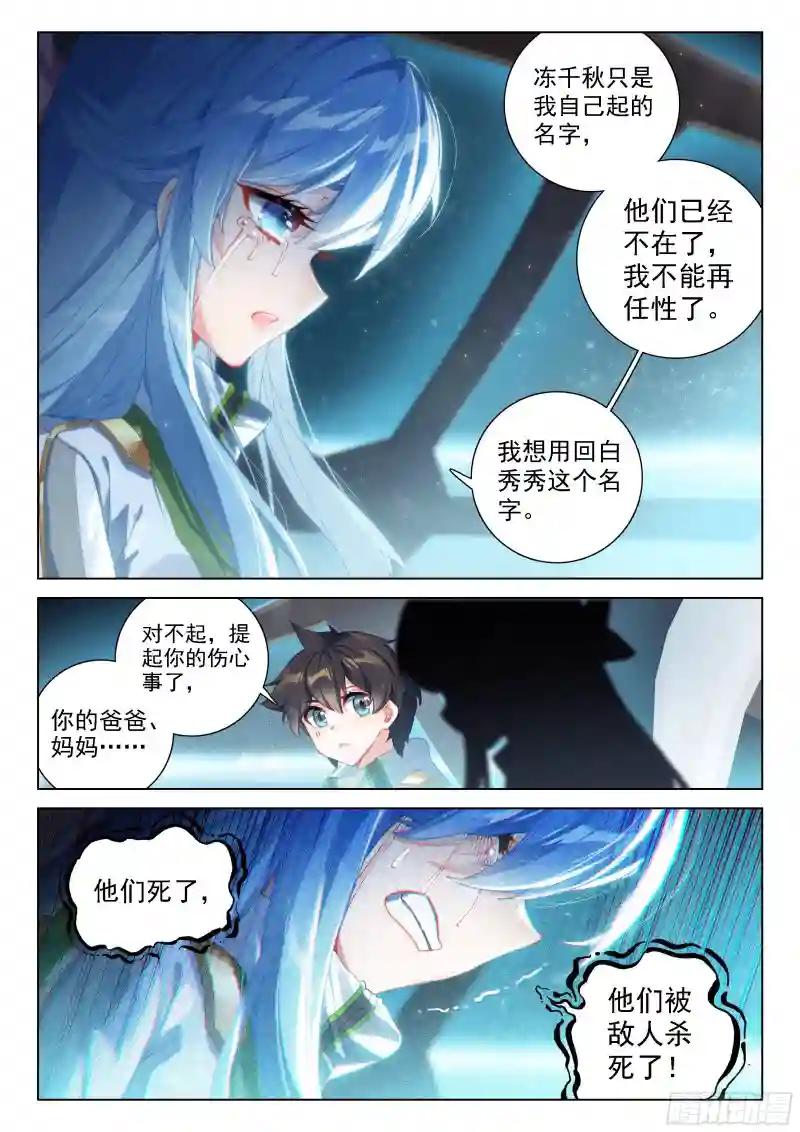 冻千秋只是
我自己起的
名字，
他们已经
不在了，
我不能再
任性了。
我想用回白
秀秀这个名
字。
对不起，提
起你的伤心
事了，
你的爸爸、
妈妈……
他们死了，
他们被
敌人杀
死了！